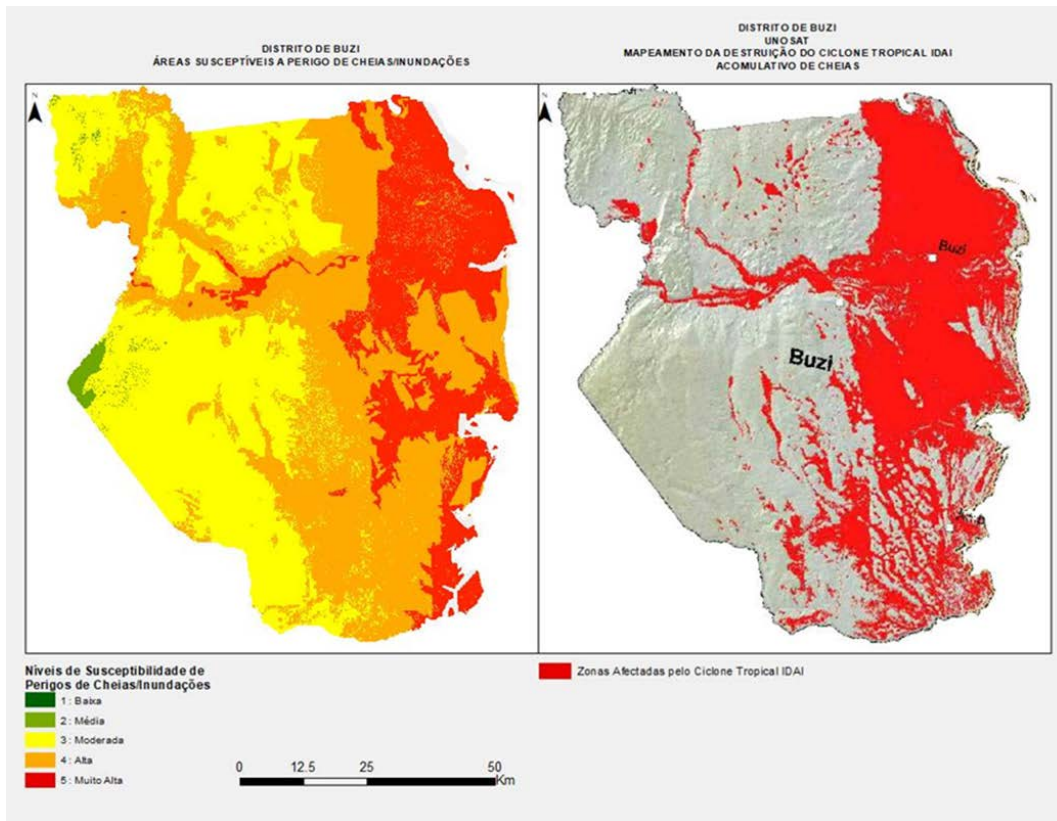 DISTRITO DE BUZI
ÁREAS SUSCEPTÍVEIS A PERIGO DE CHEIAS/INUNDAÇÕES
DISTRITO DE BUZI
UNOSAT
MAPEAMENTO DA DESTRUIÇÃO DO CICLONE TROPICAL IDAI
ACOMULATIVO DE CHEIAS
N
N
Buzi
Buzi
Níveis de Susceptibilidade de
Perigos de Cheias/Inundações
1 : Baixa
2 : Média
3 : Moderada
4 : Alta
5 : Muito Alta
Zonas Afectadas pelo Ciclone Tropical IDAI
0 12.5 25 50
Km